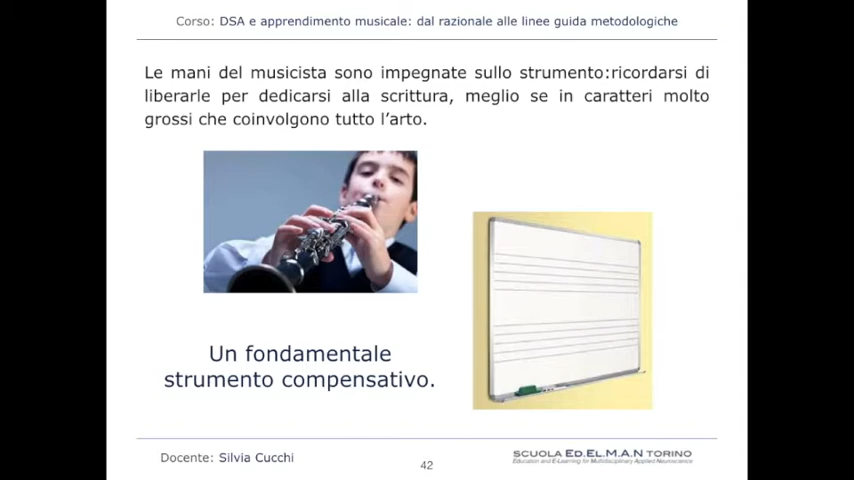 Corso: DSA e apprendimento musicale: dal razionale alle linee guida metodologiche
Le mani del musicista sono impegnate sullo strumento:ricordarsi di
liberarle per dedicarsi alla scrittura, meglio se in caratteri molto
grossi che coinvolgono tutto l'arto.
Un fondamentale
strumento compensativo.
Docente: Silvia Cucchi
42
SCUOLA ED.EL.M.A.N TORINO
Education and E-Learning for Multidisciplinary Applied Neuroscience